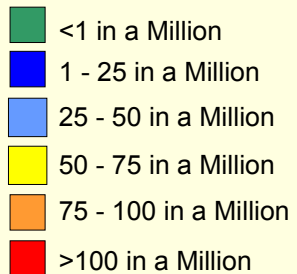 <1 in a Million
1 - 25 in a Million
25 - 50 in a Million
50 - 75 in a Million
75 - 100 in a Million
>100 in a Million